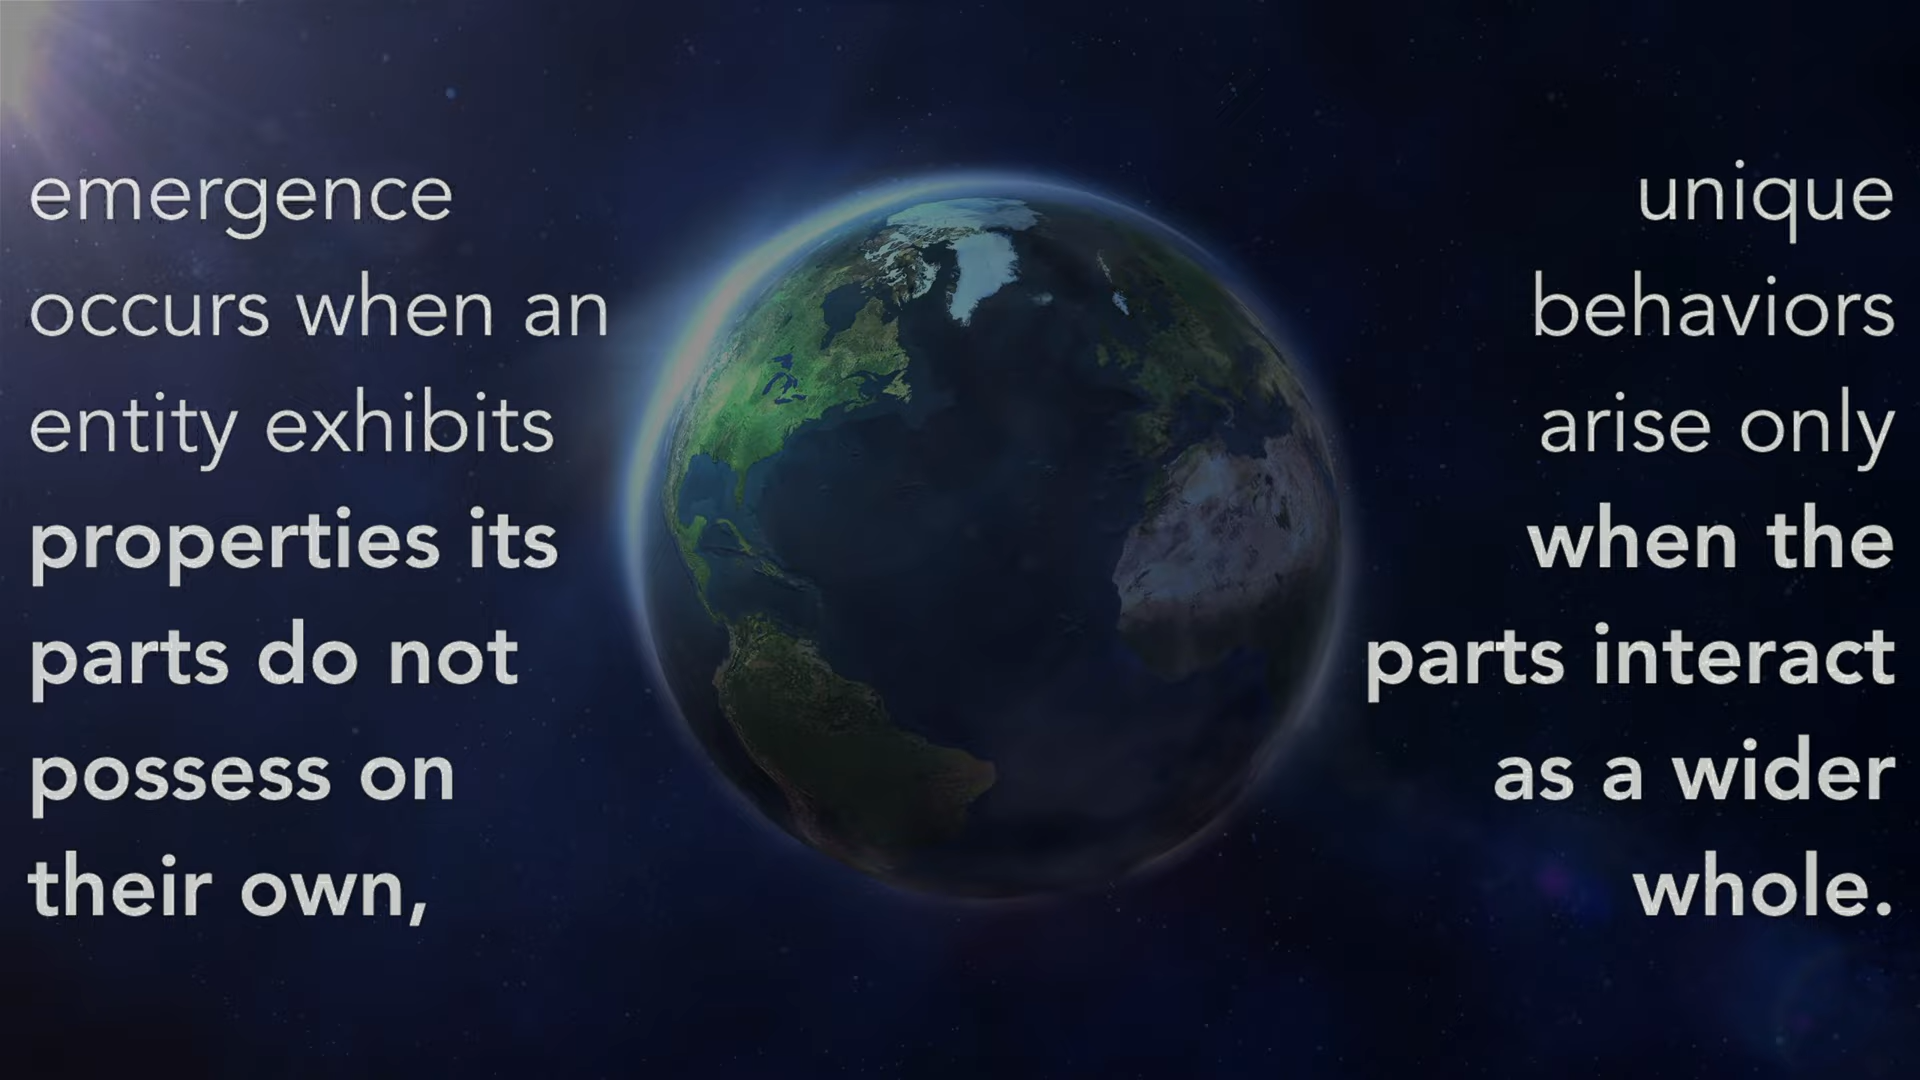 emergence
occurs when an
entity exhibits
properties its
parts do not
possess on
their own,
unique
behaviors
arise only
when the
parts interact
as a wider
whole.